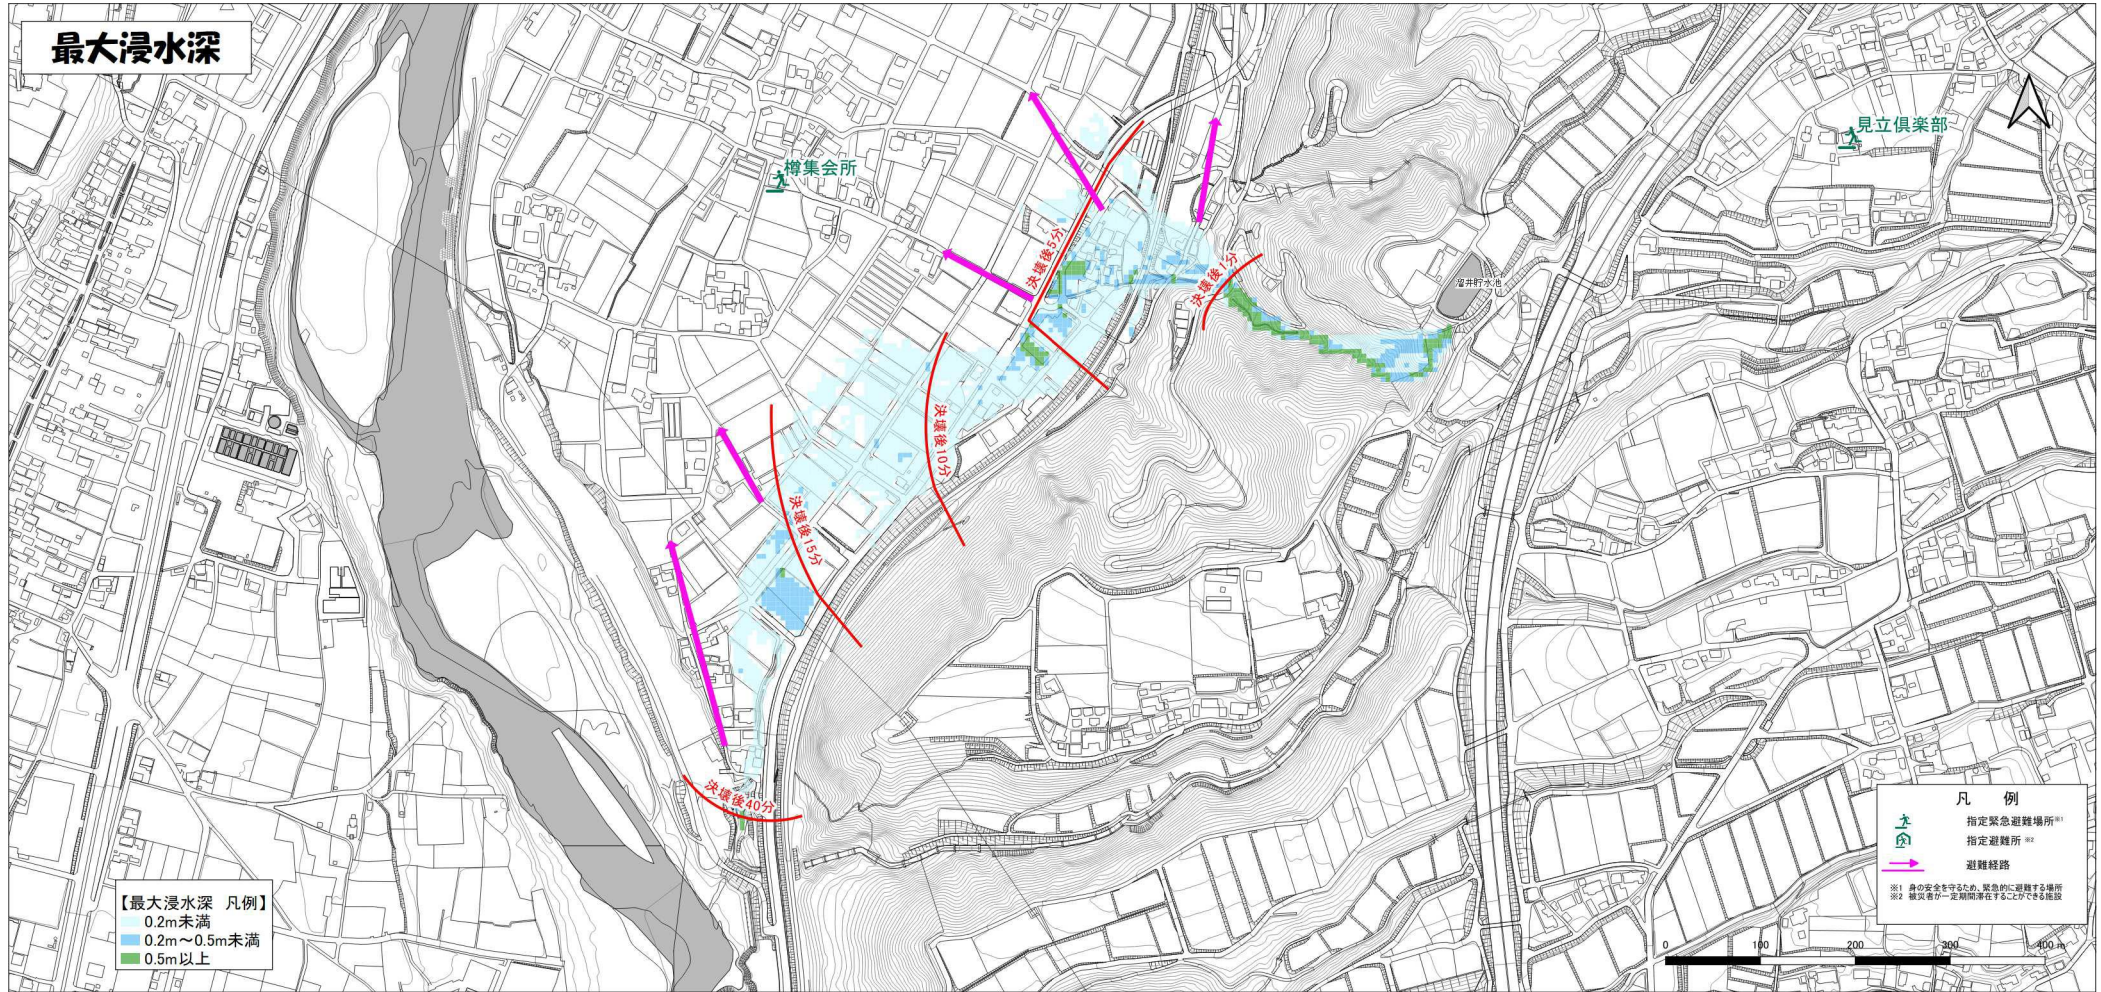 最大浸水深
見立倶楽部
樽集会所
決壊後5分
決壊後1分
溜井貯水池
決壊後10分
決壊後15分
決壊後40分
凡 例
指定緊急避難場所※1
指定避難所 ※2
避難経路
※1 身の安全を守るため、緊急的に避難する場所
※2 被災者が一定期間滞在することができる施設
【最大浸水深 凡例】
0.2m未満
0.2m～0.5m未満
0.5m以上
0 100 200 300 400 m